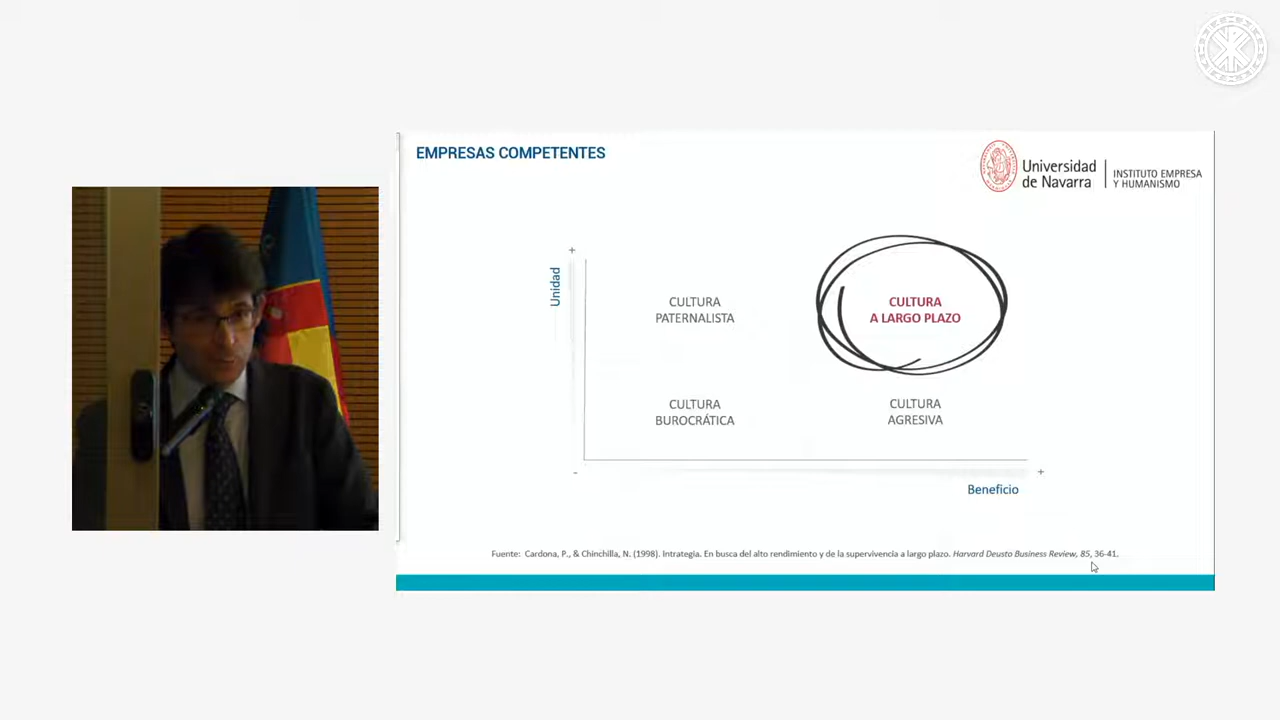 EMPRESAS COMPETENTES
Universidad
de Navarra
INSTITUTO EMPRESA
Y HUMANISMO
+
Unidad
CULTURA
PATERNALISTA
CULTURA
A LARGO PLAZO
CULTURA
BUROCRÁTICA
CULTURA
AGRESIVA
-
+
Beneficio
Fuente: Cardona, P., & Chinchilla, N. (1998). Intrategia. En busca del alto rendimiento y de la supervivencia a largo plazo. Harvard Deusto Business Review, 85, 36-41.